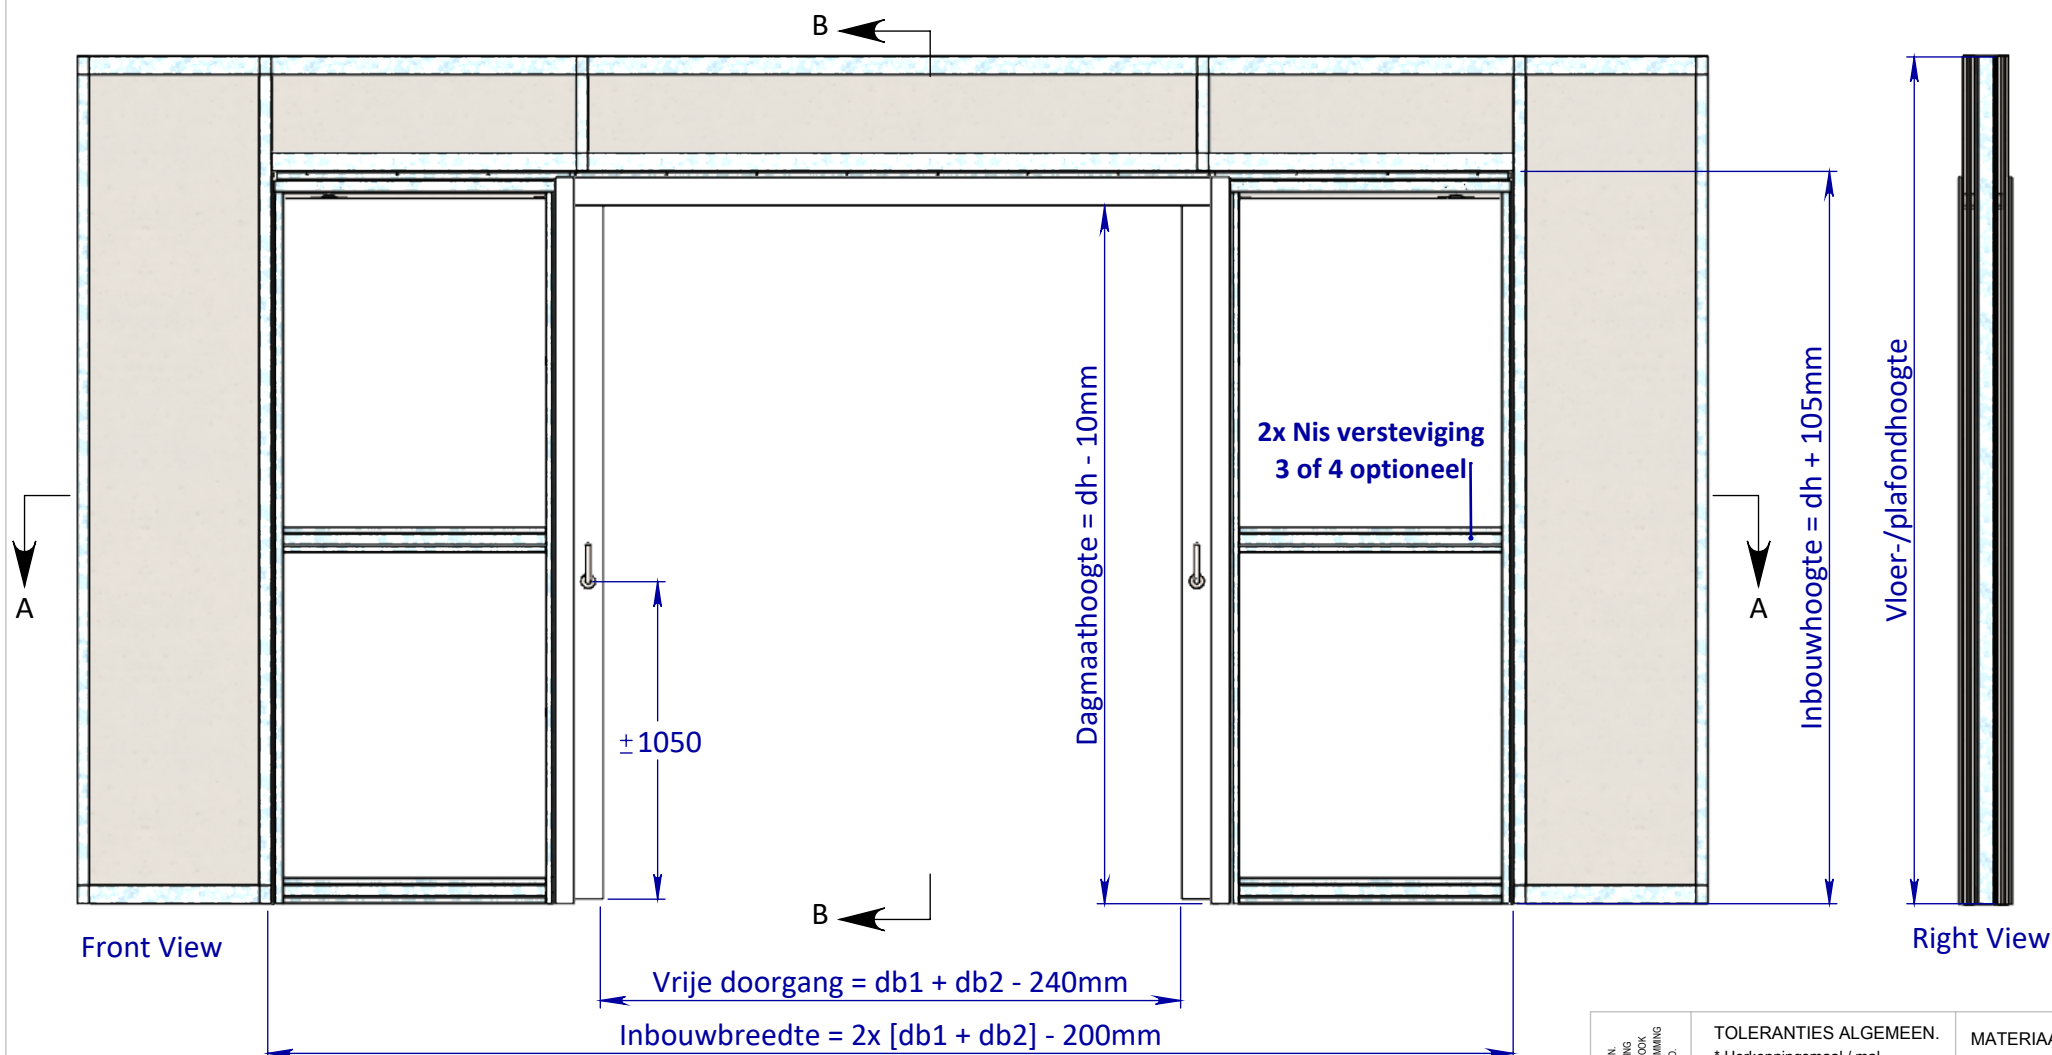 B
Dagmaathoogte = dh - 10mm
2x Nis versteviging
3 of 4 optioneel
Inbouwhoogte = dh + 105mm
Vloer-/plafondhoogte
A
A
±1050
B
Front View
Right View
Vrije doorgang = db1 + db2 - 240mm
Inbouwbreedte = 2x [db1 + db2] - 200mm
TOLERANTIES ALGEMEEN.